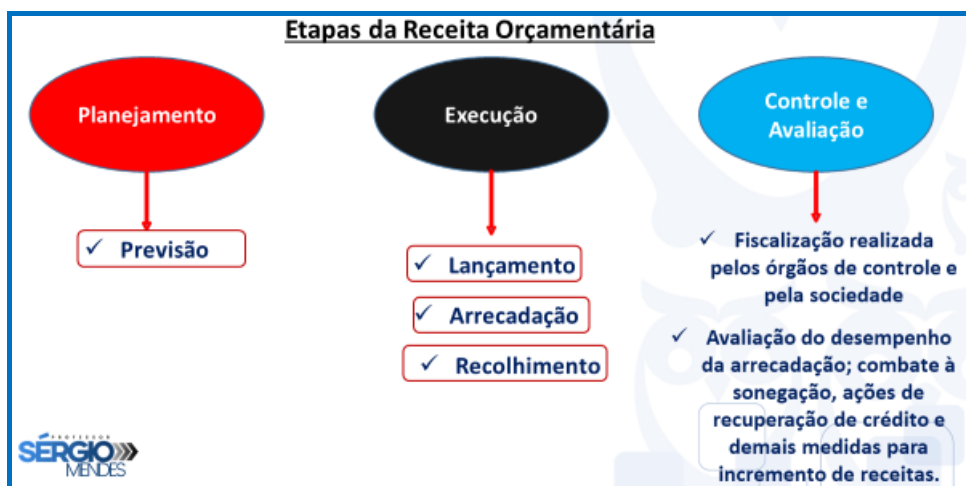 Etapas da Receita Orçamentária
Planejamento
✓ Previsão
Execução
✓ Lançamento
✓ Arrecadação
✓ Recolhimento
Controle e
Avaliação
✓ Fiscalização realizada
pelos órgãos de controle e
pela sociedade
✓ Avaliação do desempenho
da arrecadação; combate à
sonegação, ações de
recuperação de crédito e
demais medidas para
incremento de receitas.
PROFESSOR
SÉRGIO
MENDES